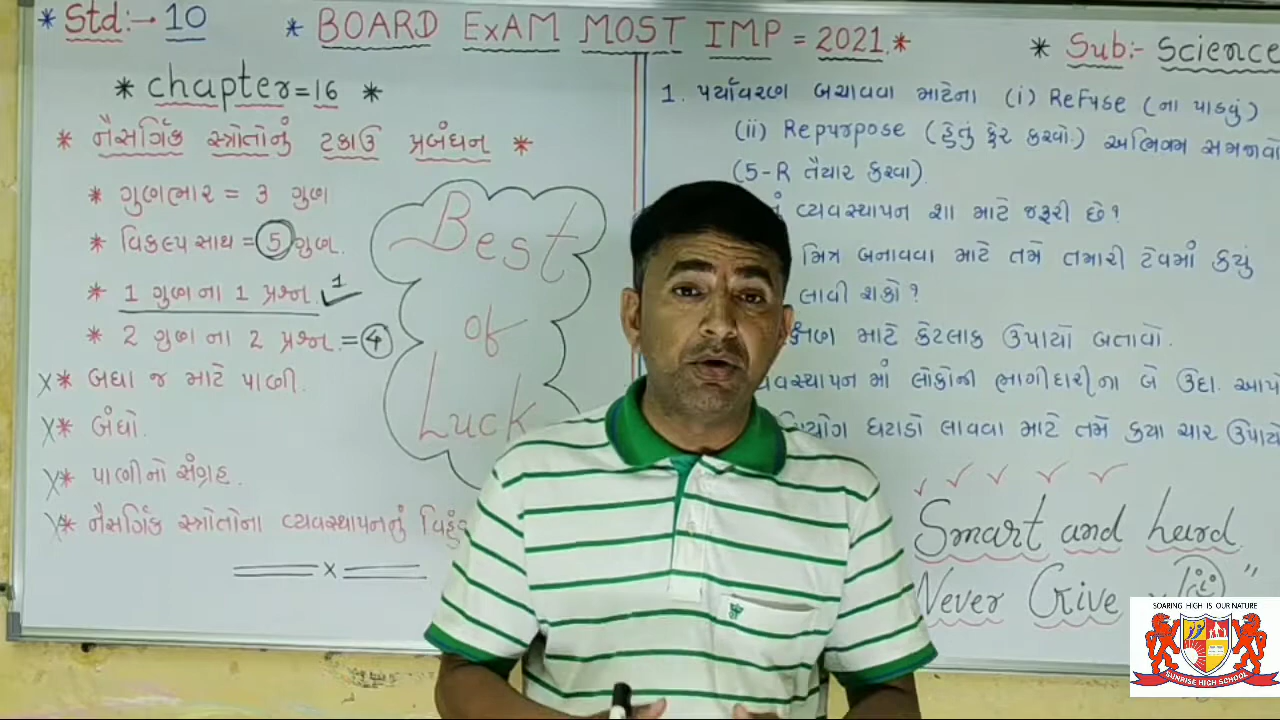 * Std:→ 10
* BOARD ExAM MOST IMP = 2021.*
* Sub:- Science
* chapter=16 *
* નૈસર્ગિક સ્ત્રોતોનું ટકાઉ પ્રબંધન *
* ગુણભાર = 3 ગુણ
* વિકલ્પ સાથ = 5 ગુણ.
* 1 ગુણના 1 પ્રશ્ન. 1
* 2 ગુણ ના 2 પ્રશ્ન. = 4
X* બધા જ માટે પાણી.
X* બંધો.
X* પાણીનો સંગ્રહ.
X* નૈસર્ગિક સ્ત્રોતોના વ્યવસ્થાપનનું
x
Best
of
Luck
1. પર્યાવરણ બચાવવા માટેના (i) Refuse (ના પાડવું)
(ii) Repurpose (હેતું ફેર કરવો.) અભિગમ સમજાવો
(5-R તૈયાર કરવા).
વ્યવસ્થાપન શા માટે જરૂરી છે?
મિત્ર બનાવવા માટે તમે તમારી ટેવમાં કયું
લાવી શકો?
માટે કેટલાક ઉપાયો બતાવો.
માં લોકોની ભાગીદારીના બે ઉદા. આપો
ઘટાડો લાવવા માટે તમે કયા ચાર ઉપાયો
Smart and heard.
Never Give "
SOARING HIGH IS OUR NATURE
SUNRISE HIGH SCHOOL